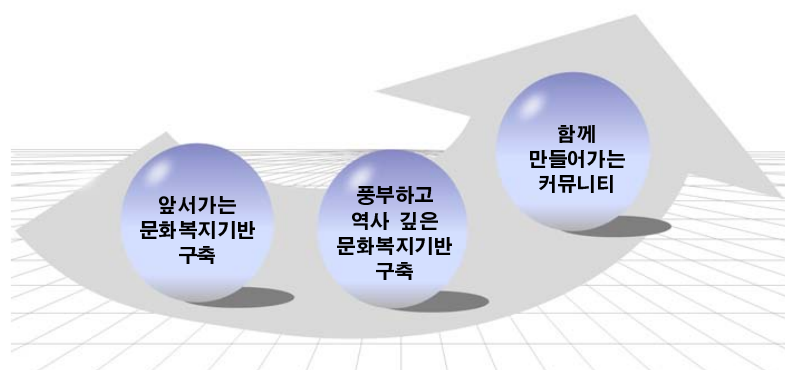 앞서가는
문화복지기반
구축
풍부하고
역사 깊은
문화복지기반
구축
함께
만들어가는
커뮤니티